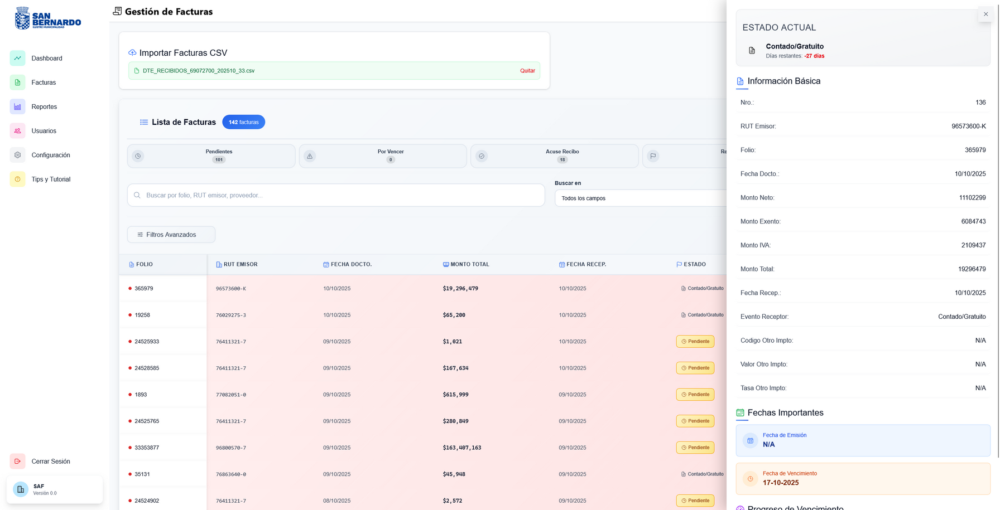 SAN
BERNARDO
ILUSTRE MUNICIPALIDAD
Dashboard
Facturas
Reportes
Usuarios
Configuración
Tips y Tutorial
Cerrar Sesión
SAF
Versión 0.0
Gestión de Facturas
Importar Facturas CSV
DTE_RECIBIDOS_69072700_202510_33.csv Quitar
Lista de Facturas 142 facturas
Pendientes
101
Por Vencer
0
Acuse Recibo
18
Re
Buscar por folio, RUT emisor, proveedor...
Buscar en
Todos los campos
Filtros Avanzados
FOLIO RUT EMISOR FECHA DOCTO. MONTO TOTAL FECHA RECEP. ESTADO
365979 96573600-K 10/10/2025 $19,296,479 10/10/2025 Contado/Gratuito
19258 76029275-3 10/10/2025 $65,200 10/10/2025 Contado/Gratuito
24525933 76411321-7 09/10/2025 $1,021 10/10/2025 Pendiente
24528585 76411321-7 09/10/2025 $167,634 10/10/2025 Pendiente
1893 77082051-0 09/10/2025 $615,999 09/10/2025 Pendiente
24525765 76411321-7 09/10/2025 $280,849 09/10/2025 Pendiente
33353877 96800570-7 09/10/2025 $163,407,163 09/10/2025 Pendiente
35131 76863640-0 09/10/2025 $45,948 09/10/2025 Contado/Gratuito
24524902 76411321-7 08/10/2025 $2,572 09/10/2025 Pendiente
ESTADO ACTUAL
Contado/Gratuito
Días restantes: -27 días
Información Básica
Nro.: 136
RUT Emisor: 96573600-K
Folio: 365979
Fecha Docto.: 10/10/2025
Monto Neto: 11102299
Monto Exento: 6084743
Monto IVA: 2109437
Monto Total: 19296479
Fecha Recep.: 10/10/2025
Evento Receptor: Contado/Gratuito
Codigo Otro Impto: N/A
Valor Otro Impto: N/A
Tasa Otro Impto: N/A
Fechas Importantes
Fecha de Emisión
N/A
Fecha de Vencimiento
17-10-2025
Progreso de Vencimiento